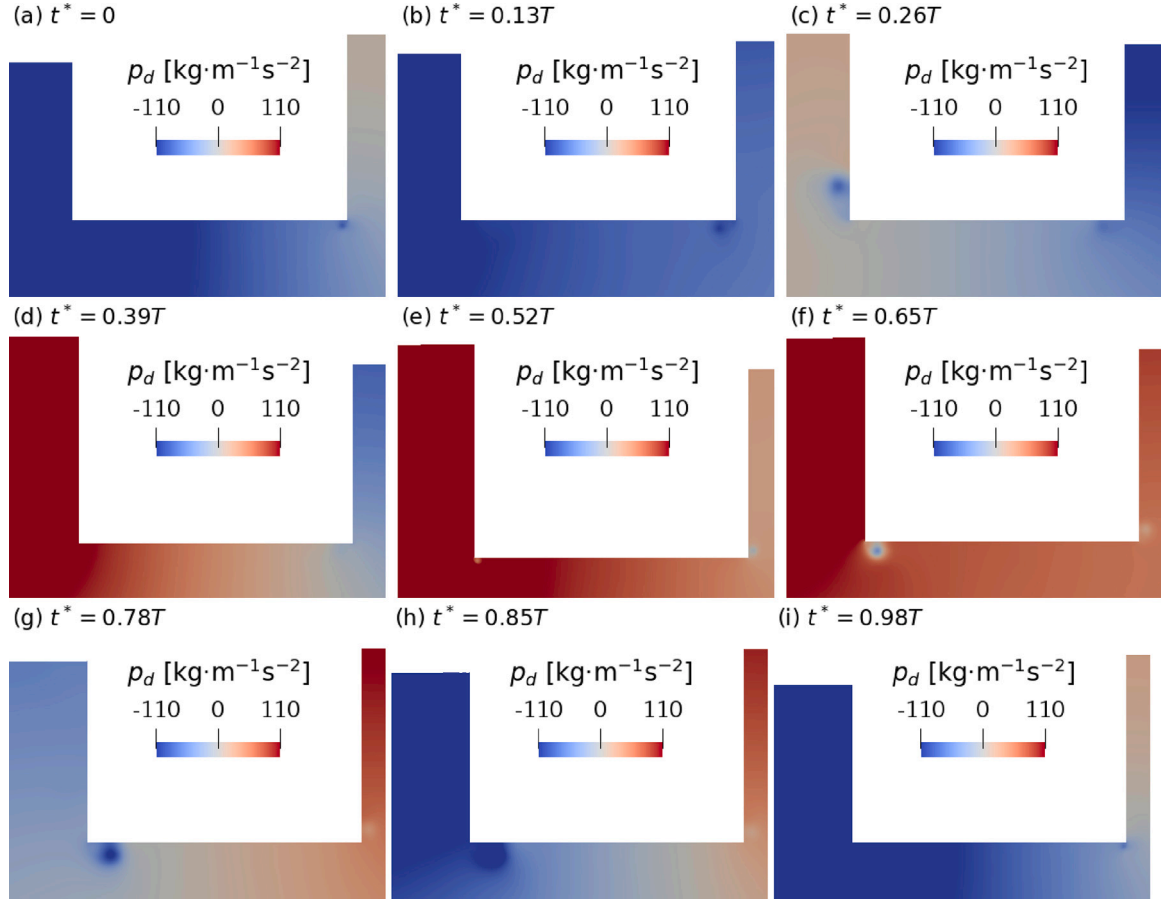 (a) t* = 0
(b) t* = 0.13T
(c) t* = 0.26T
p_d [kg·m⁻¹s⁻²]
-110 0 110
p_d [kg·m⁻¹s⁻²]
-110 0 110
p_d [kg·m⁻¹s⁻²]
-110 0 110
(d) t* = 0.39T
(e) t* = 0.52T
(f) t* = 0.65T
p_d [kg·m⁻¹s⁻²]
-110 0 110
p_d [kg·m⁻¹s⁻²]
-110 0 110
p_d [kg·m⁻¹s⁻²]
-110 0 110
(g) t* = 0.78T
(h) t* = 0.85T
(i) t* = 0.98T
p_d [kg·m⁻¹s⁻²]
-110 0 110
p_d [kg·m⁻¹s⁻²]
-110 0 110
p_d [kg·m⁻¹s⁻²]
-110 0 110